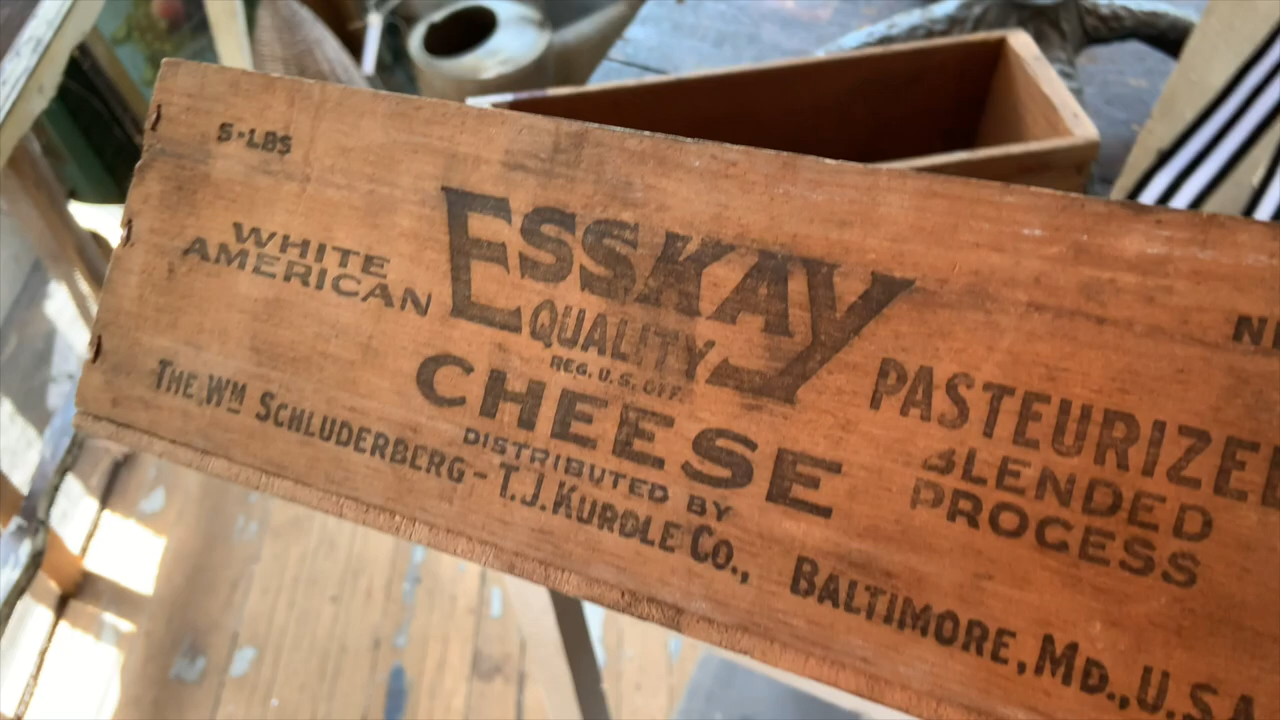 5-LBS
WHITE
AMERICAN
ESSKAY
QUALITY
REG. U.S. OFF.
CHEESE
PASTEURIZE
BLENDED
PROCESS
DISTRIBUTED BY
THE WM SCHLUDERBERG - T.J. KURDLE CO., BALTIMORE, MD., U.S.A